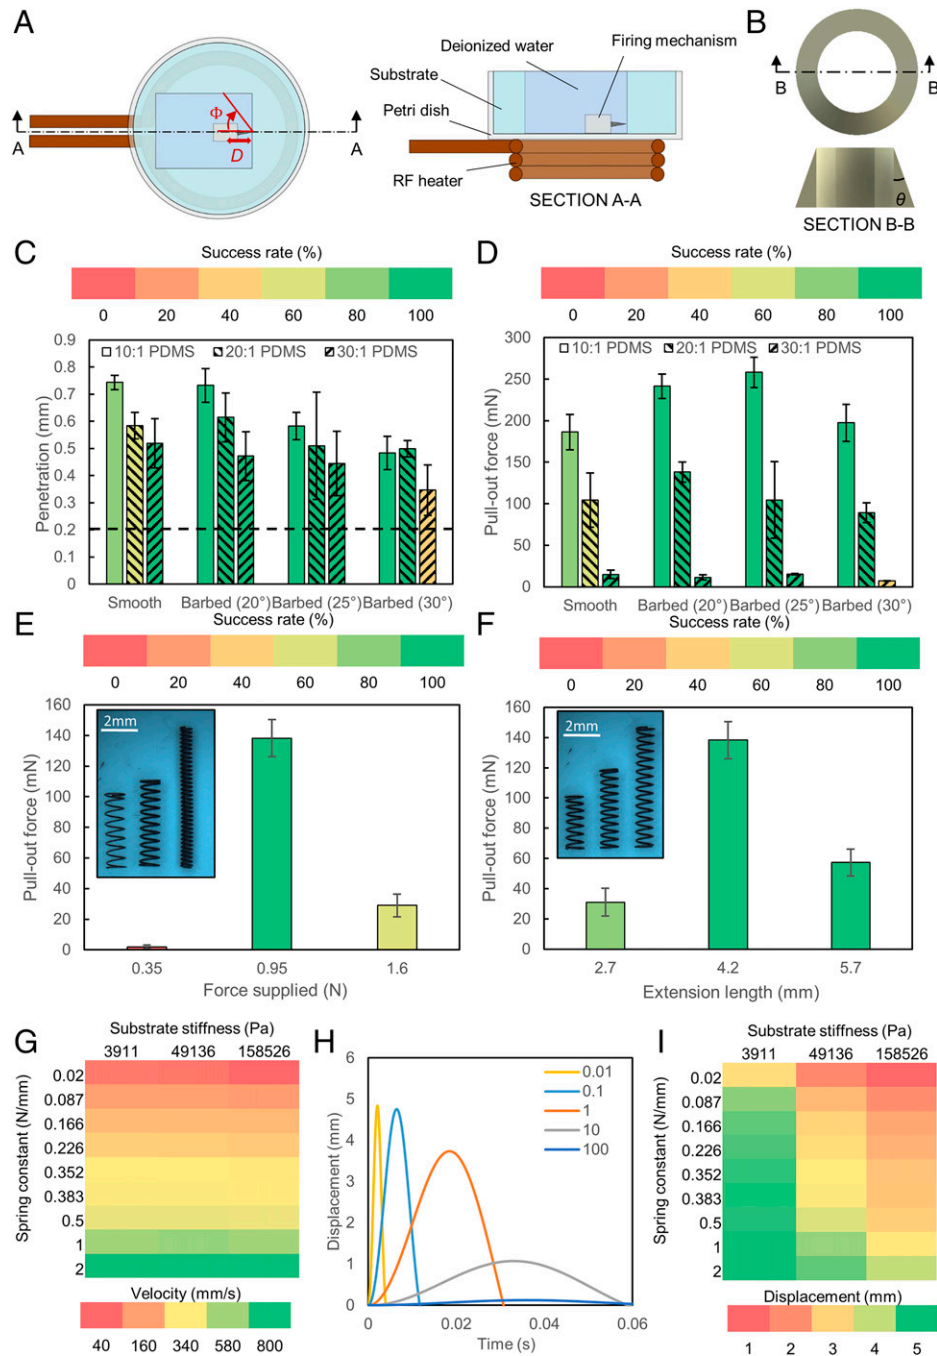 A
Φ
D
A
A
Deionized water
Firing mechanism
Substrate
Petri dish
RF heater
SECTION A-A
B
B
B
θ
SECTION B-B
C
Success rate (%)
0 20 40 60 80 100
10:1 PDMS 20:1 PDMS 30:1 PDMS
Penetration (mm)
0.9
0.8
0.7
0.6
0.5
0.4
0.3
0.2
0.1
0
Smooth Barbed (20°) Barbed (25°) Barbed (30°)
D
Success rate (%)
0 20 40 60 80 100
10:1 PDMS 20:1 PDMS 30:1 PDMS
Pull-out force (mN)
300
250
200
150
100
50
0
Smooth Barbed (20°) Barbed (25°) Barbed (30°)
E
Success rate (%)
0 20 40 60 80 100
Pull-out force (mN)
160
140
120
100
80
60
40
20
0
2mm
0.35 0.95 1.6
Force supplied (N)
F
Success rate (%)
0 20 40 60 80 100
Pull-out force (mN)
160
140
120
100
80
60
40
20
0
2mm
2.7 4.2 5.7
Extension length (mm)
G
Substrate stiffness (Pa)
3911 49136 158526
Spring constant (N/mm)
0.02
0.087
0.166
0.226
0.352
0.383
0.5
1
2
Velocity (mm/s)
40 160 340 580 800
H
Displacement (mm)
6
5
4
3
2
1
0
0.01
0.1
1
10
100
0 0.02 0.04 0.06
Time (s)
I
Substrate stiffness (Pa)
3911 49136 158526
Spring constant (N/mm)
0.02
0.087
0.166
0.226
0.352
0.383
0.5
1
2
Displacement (mm)
1 2 3 4 5